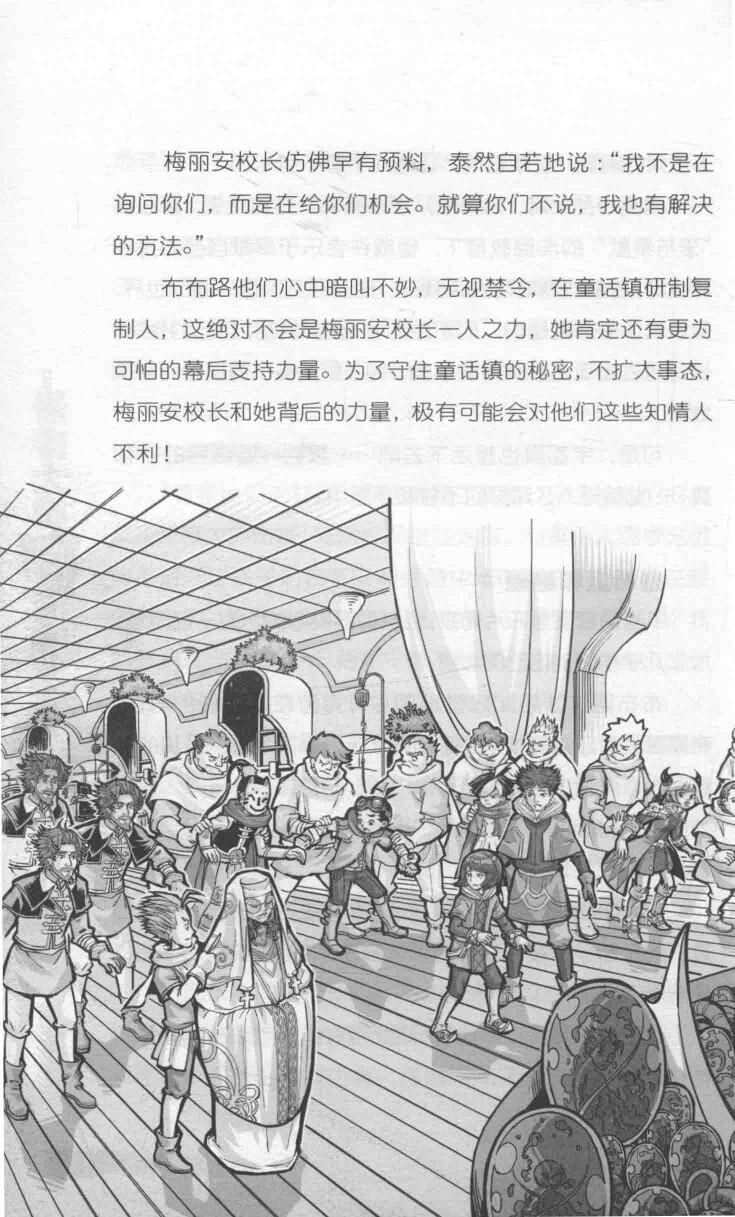 梅丽安校长仿佛早有预料，泰然自若地说：“我不是在
询问你们，而是在给你们机会。就算你们不说，我也有解决
的方法。”
布布路他们心中暗叫不妙，无视禁令，在童话镇研制复
制人，这绝对不会是梅丽安校长一人之力，她肯定还有更为
可怕的幕后支持力量。为了守住童话镇的秘密，不扩大事态，
梅丽安校长和她背后的力量，极有可能会对他们这些知情人
不利！